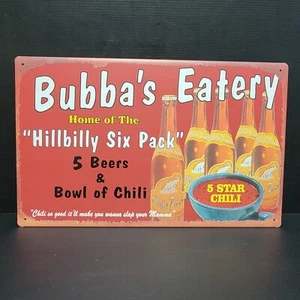 Bubba's Eatery
Home of The
"Hillbilly Six Pack"
5 Beers
&
Bowl of Chili
5 STAR
CHILI
"Chili so good it'll make you wanna slap your Momma"